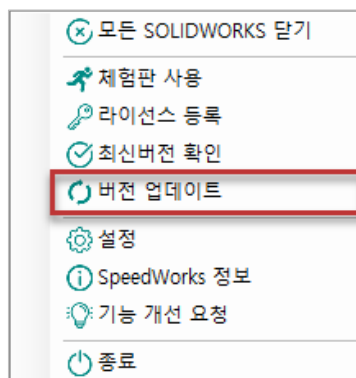 모든 SOLIDWORKS 닫기
체험판 사용
라이선스 등록
최신버전 확인
버전 업데이트
설정
SpeedWorks 정보
기능 개선 요청
종료